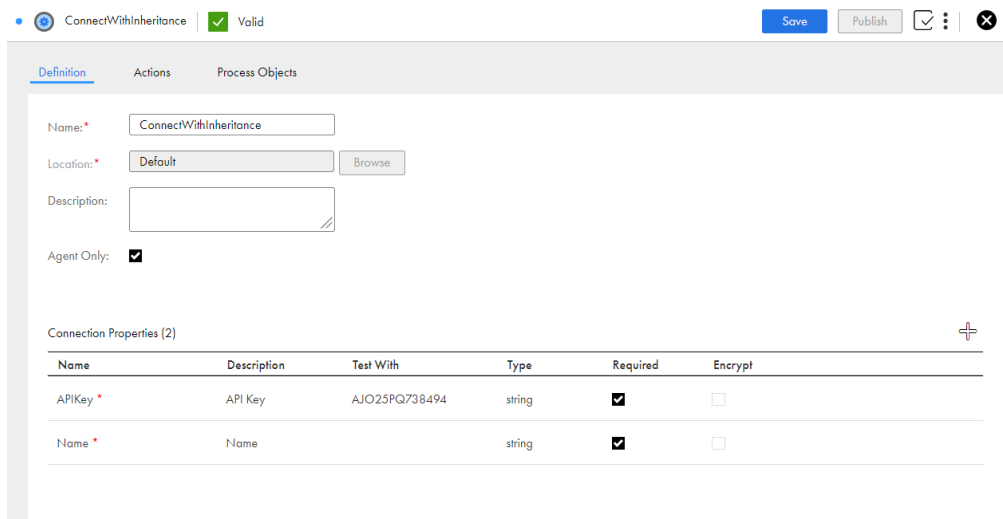 ConnectWithInheritance Valid Save Publish
Definition Actions Process Objects
Name:* ConnectWithInheritance
Location:* Default Browse
Description:
Agent Only:
Connection Properties (2)
Name Description Test With Type Required Encrypt
APIKey * API Key AJO25PQ738494 string
Name * Name string